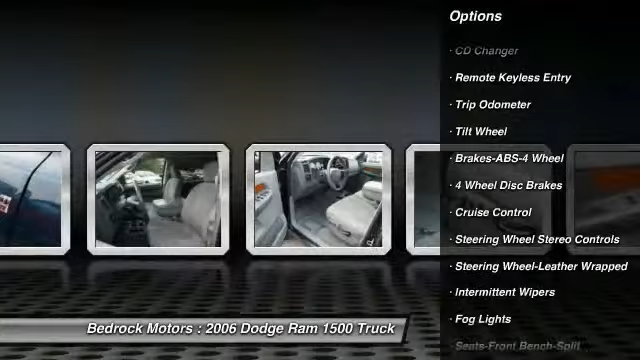 Options
· CD Changer
· Remote Keyless Entry
· Trip Odometer
· Tilt Wheel
· Brakes-ABS-4 Wheel
· 4 Wheel Disc Brakes
· Cruise Control
· Steering Wheel Stereo Controls
· Steering Wheel-Leather Wrapped
· Intermittent Wipers
· Fog Lights
· Seats-Front Bench-Split...
Bedrock Motors : 2006 Dodge Ram 1500 Truck